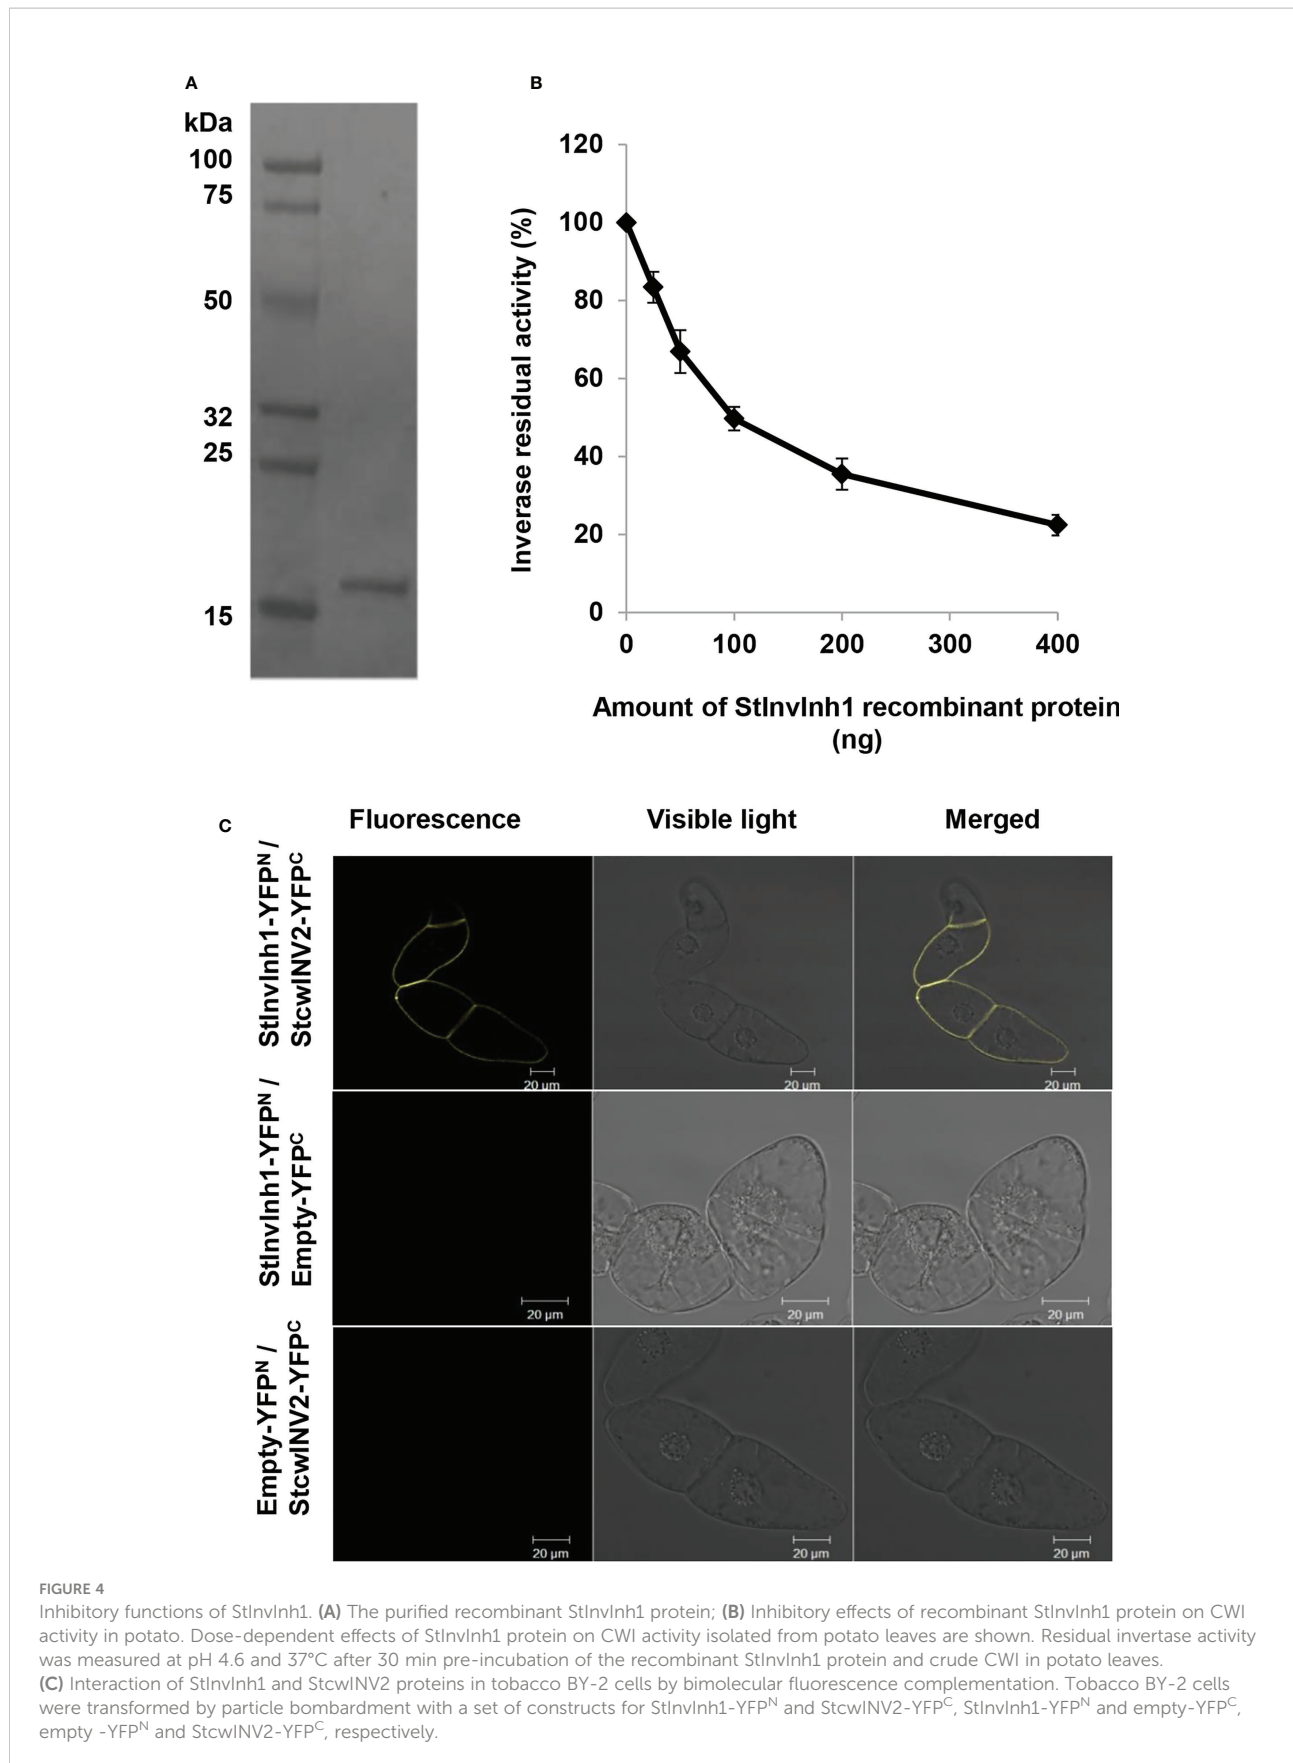 A
kDa
100
75
50
32
25
15
B
120
100
80
60
40
20
0
0 100 200 300 400
Inverase residual activity (%)
Amount of StInvInh1 recombinant protein
(ng)
C
Fluorescence Visible light Merged
StInvInh1-YFPᴺ /
StcwINV2-YFPᶜ
20 µm 20 µm 20 µm
StInvInh1-YFPᴺ /
Empty-YFPᶜ
20 µm 20 µm 20 µm
Empty-YFPᴺ /
StcwINV2-YFPᶜ
20 µm 20 µm 20 µm
FIGURE 4
Inhibitory functions of StInvInh1. (A) The purified recombinant StInvInh1 protein; (B) Inhibitory effects of recombinant StInvInh1 protein on CWI
activity in potato. Dose-dependent effects of StInvInh1 protein on CWI activity isolated from potato leaves are shown. Residual invertase activity
was measured at pH 4.6 and 37°C after 30 min pre-incubation of the recombinant StInvInh1 protein and crude CWI in potato leaves.
(C) Interaction of StInvInh1 and StcwINV2 proteins in tobacco BY-2 cells by bimolecular fluorescence complementation. Tobacco BY-2 cells
were transformed by particle bombardment with a set of constructs for StInvInh1-YFPᴺ and StcwINV2-YFPᶜ, StInvInh1-YFPᴺ and empty-YFPᶜ,
empty -YFPᴺ and StcwINV2-YFPᶜ, respectively.